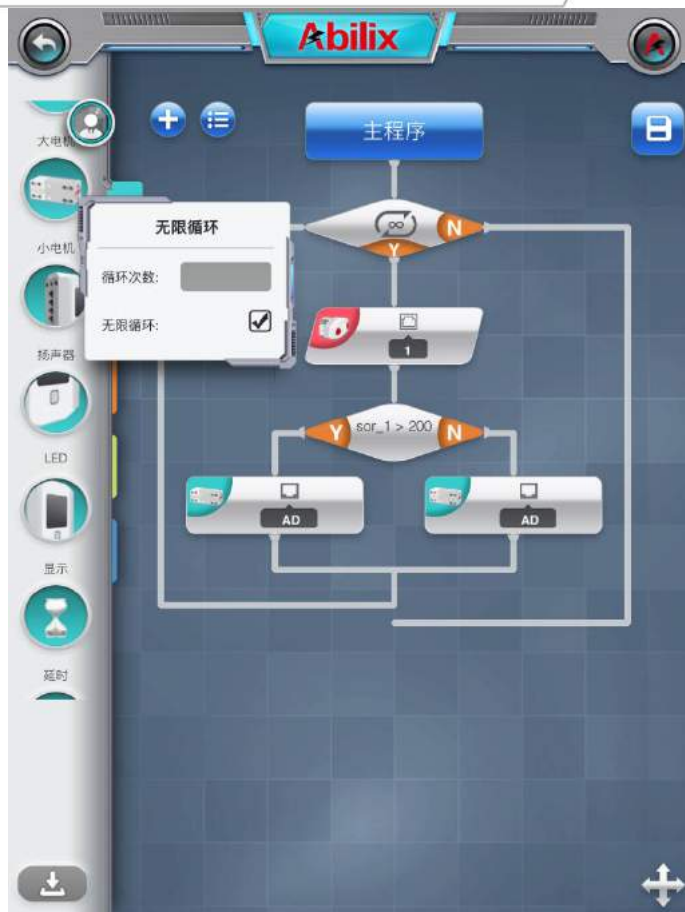 Abilix
主程序
大电机
小电机
扬声器
LED
显示
延时
无限循环
循环次数:
无限循环:
∞
N
Y
1
Y
sor_1 > 200
N
AD
AD